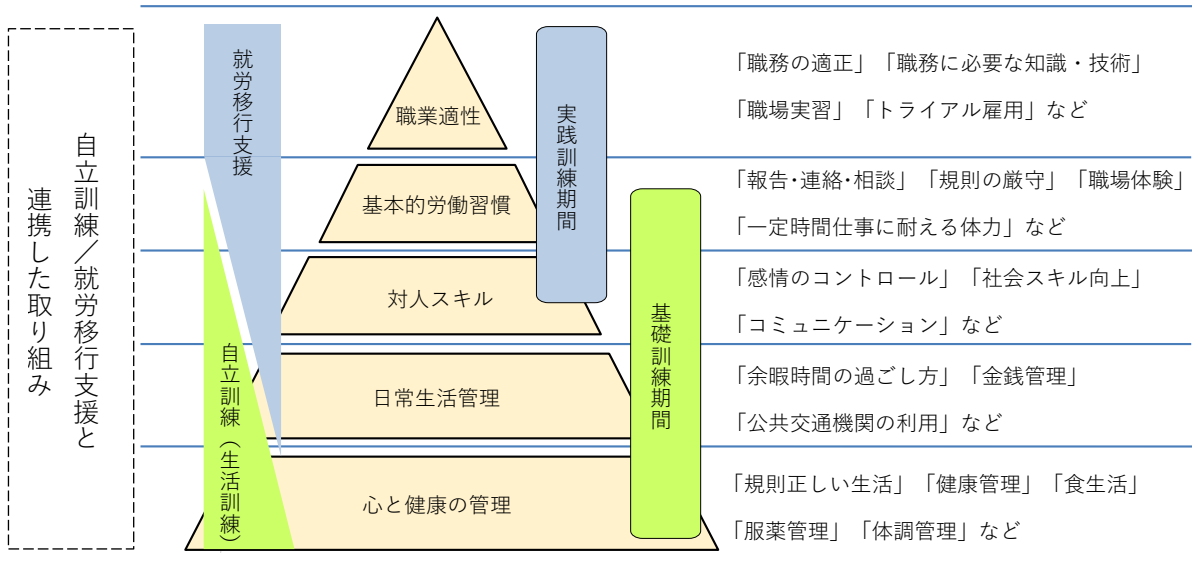 自立訓練／就労移行支援と
連携した取り組み
就労移行支援
自立訓練（生活訓練）
職業適性
基本的労働習慣
対人スキル
日常生活管理
心と健康の管理
実践訓練期間
基礎訓練期間
「職務の適正」「職務に必要な知識・技術」
「職場実習」「トライアル雇用」など
「報告･連絡･相談」「規則の厳守」「職場体験」
「一定時間仕事に耐える体力」など
「感情のコントロール」「社会スキル向上」
「コミュニケーション」など
「余暇時間の過ごし方」「金銭管理」
「公共交通機関の利用」など
「規則正しい生活」「健康管理」「食生活」
「服薬管理」「体調管理」など